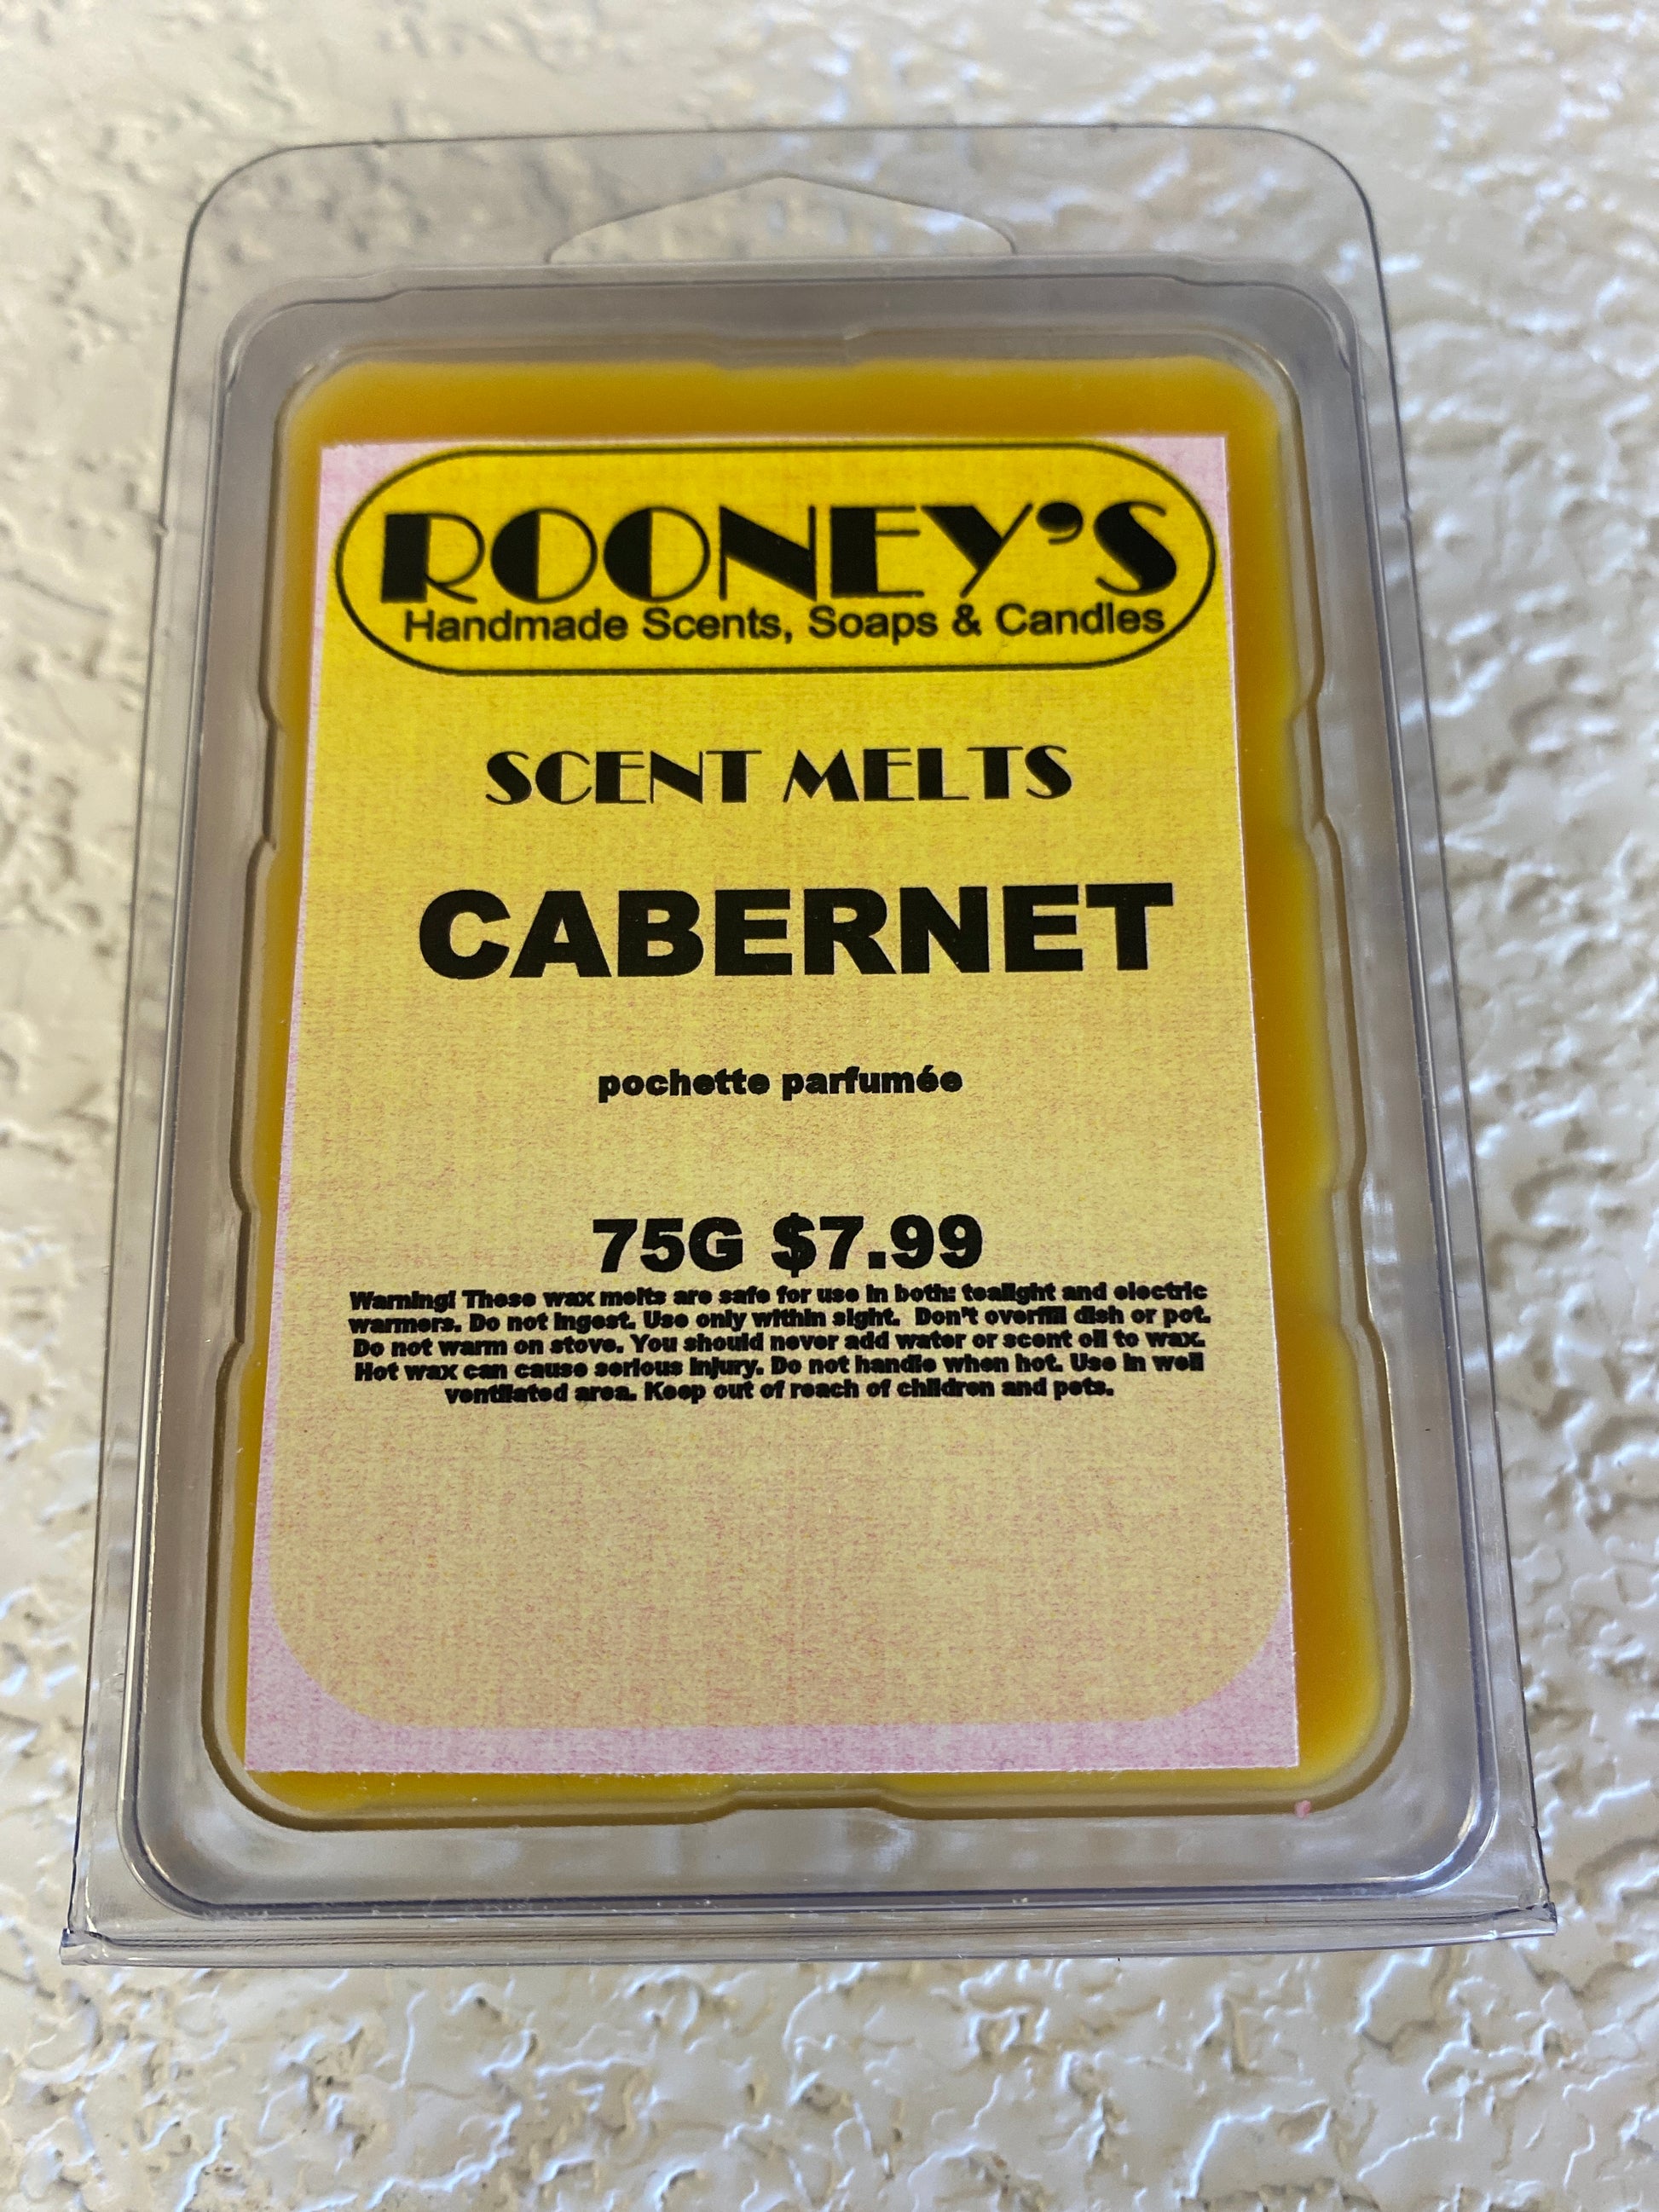 ROONEY'S
Handmade Scents, Soaps & Candles
SCENT MELTS
CABERNET
pochette parfumée
75G $7.99
Warning! These wax melts are safe for use in both: tealight and electric
warmers. Do not ingest. Use only within sight. Don't overfill dish or pot.
Do not warm on stove. You should never add water or scent oil to wax.
Hot wax can cause serious injury. Do not handle when hot. Use in well
ventilated area. Keep out of reach of children and pets.